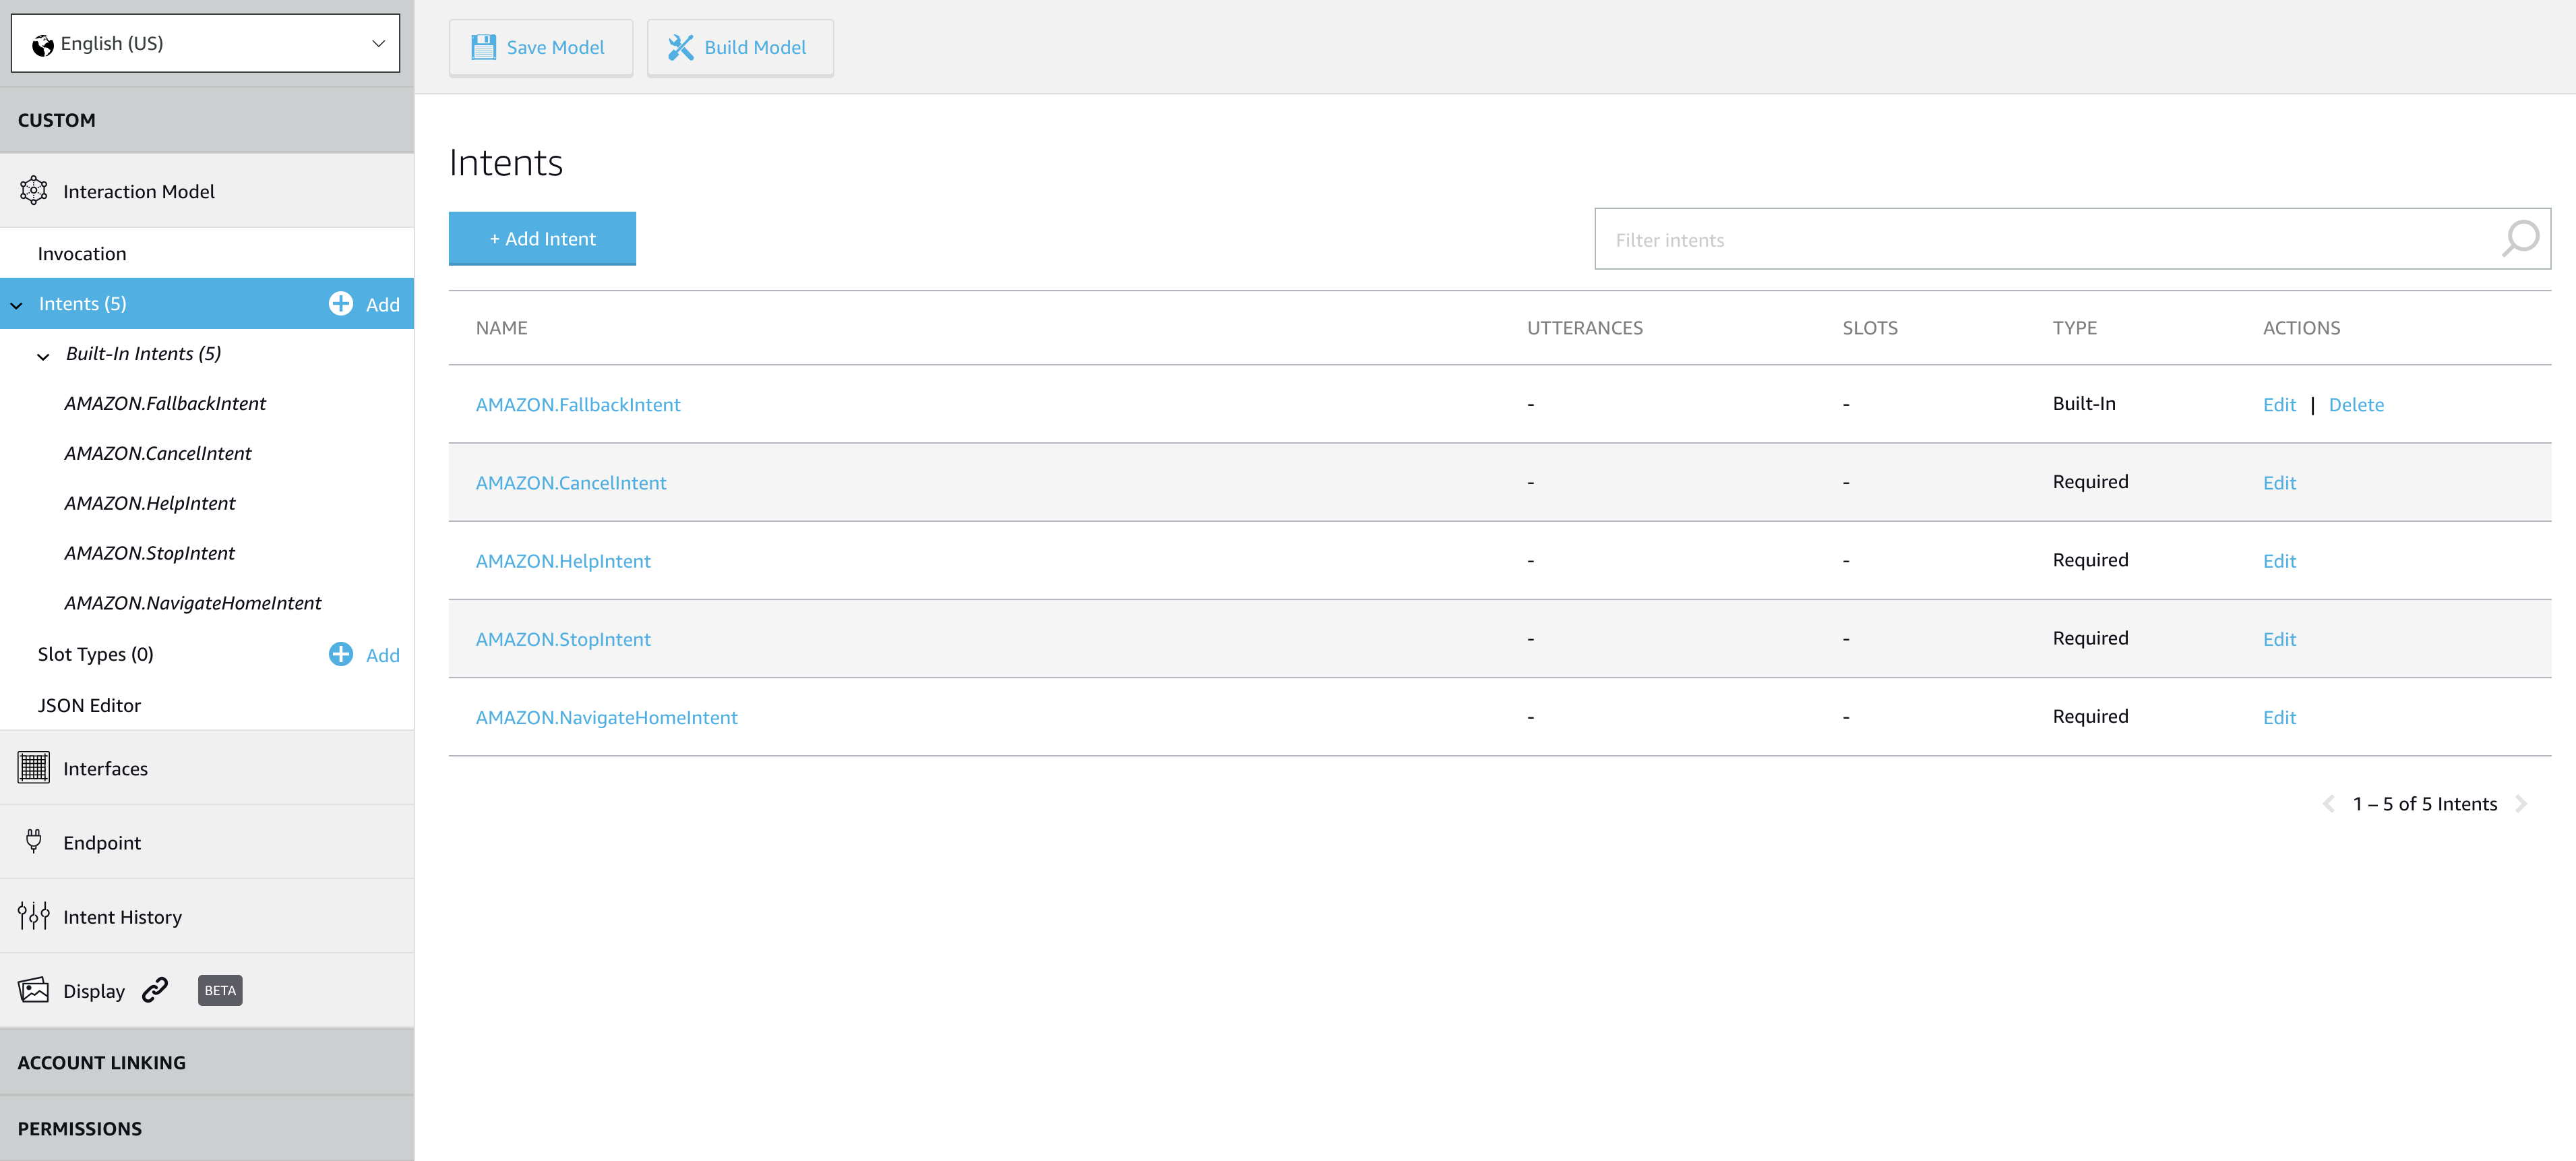 English (US)
CUSTOM
Interaction Model
Invocation
Intents (5) Add
Built-In Intents (5)
AMAZON.FallbackIntent
AMAZON.CancelIntent
AMAZON.HelpIntent
AMAZON.StopIntent
AMAZON.NavigateHomeIntent
Slot Types (0) Add
JSON Editor
Interfaces
Endpoint
Intent History
Display BETA
ACCOUNT LINKING
PERMISSIONS
Save Model Build Model
Intents
+ Add Intent Filter intents
NAME UTTERANCES SLOTS TYPE ACTIONS
AMAZON.FallbackIntent - - Built-In Edit | Delete
AMAZON.CancelIntent - - Required Edit
AMAZON.HelpIntent - - Required Edit
AMAZON.StopIntent - - Required Edit
AMAZON.NavigateHomeIntent - - Required Edit
1 – 5 of 5 Intents